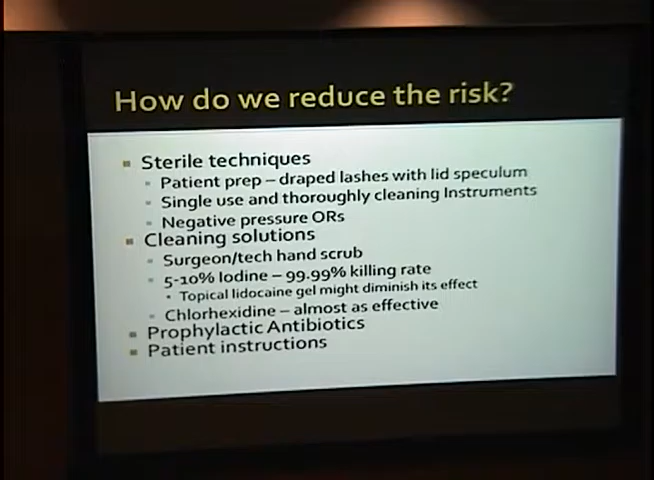 How do we reduce the risk?
Sterile techniques
Patient prep – draped lashes with lid speculum
Single use and thoroughly cleaning Instruments
Negative pressure ORs
Cleaning solutions
Surgeon/tech hand scrub
5-10% Iodine – 99.99% killing rate
Topical lidocaine gel might diminish its effect
Chlorhexidine – almost as effective
Prophylactic Antibiotics
Patient instructions